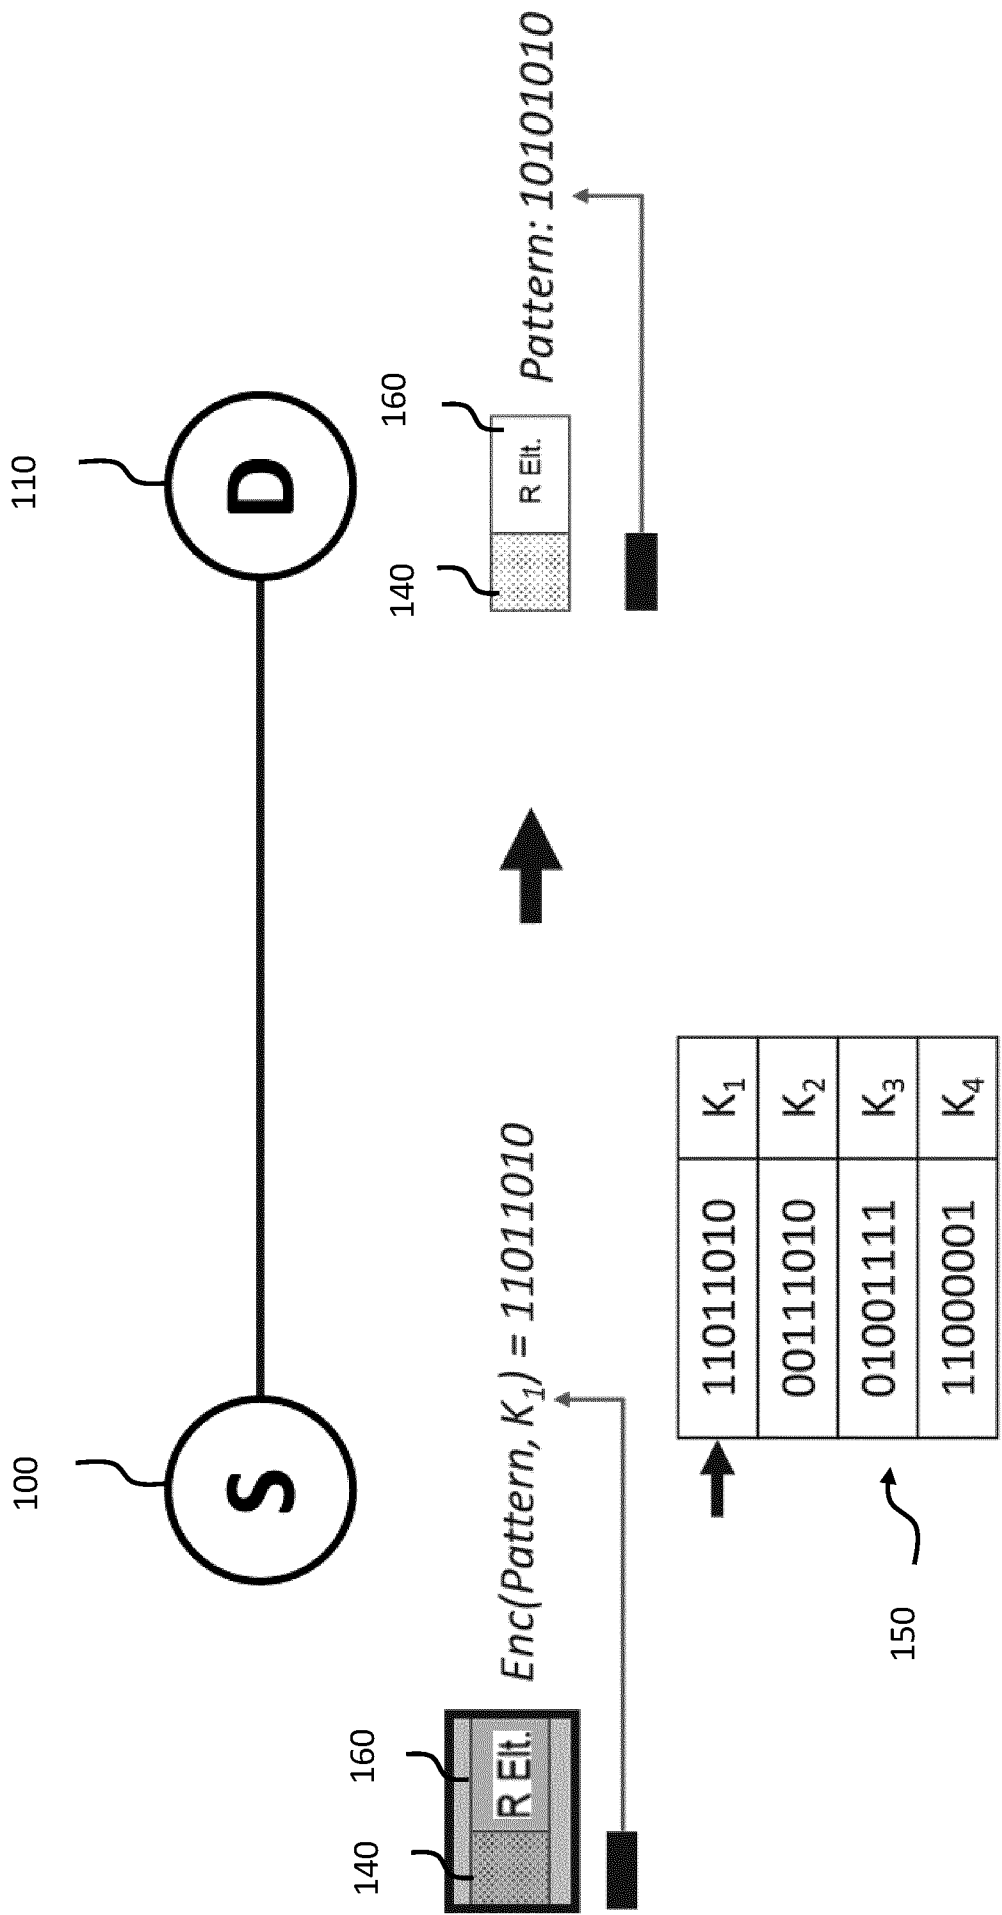 100
110
S
D
140
160
R Elt.
Enc(Pattern, K₁) = 11011010
140
160
R Elt.
Pattern: 10101010
150
11011010 K₁
00111010 K₂
01001111 K₃
11000001 K₄